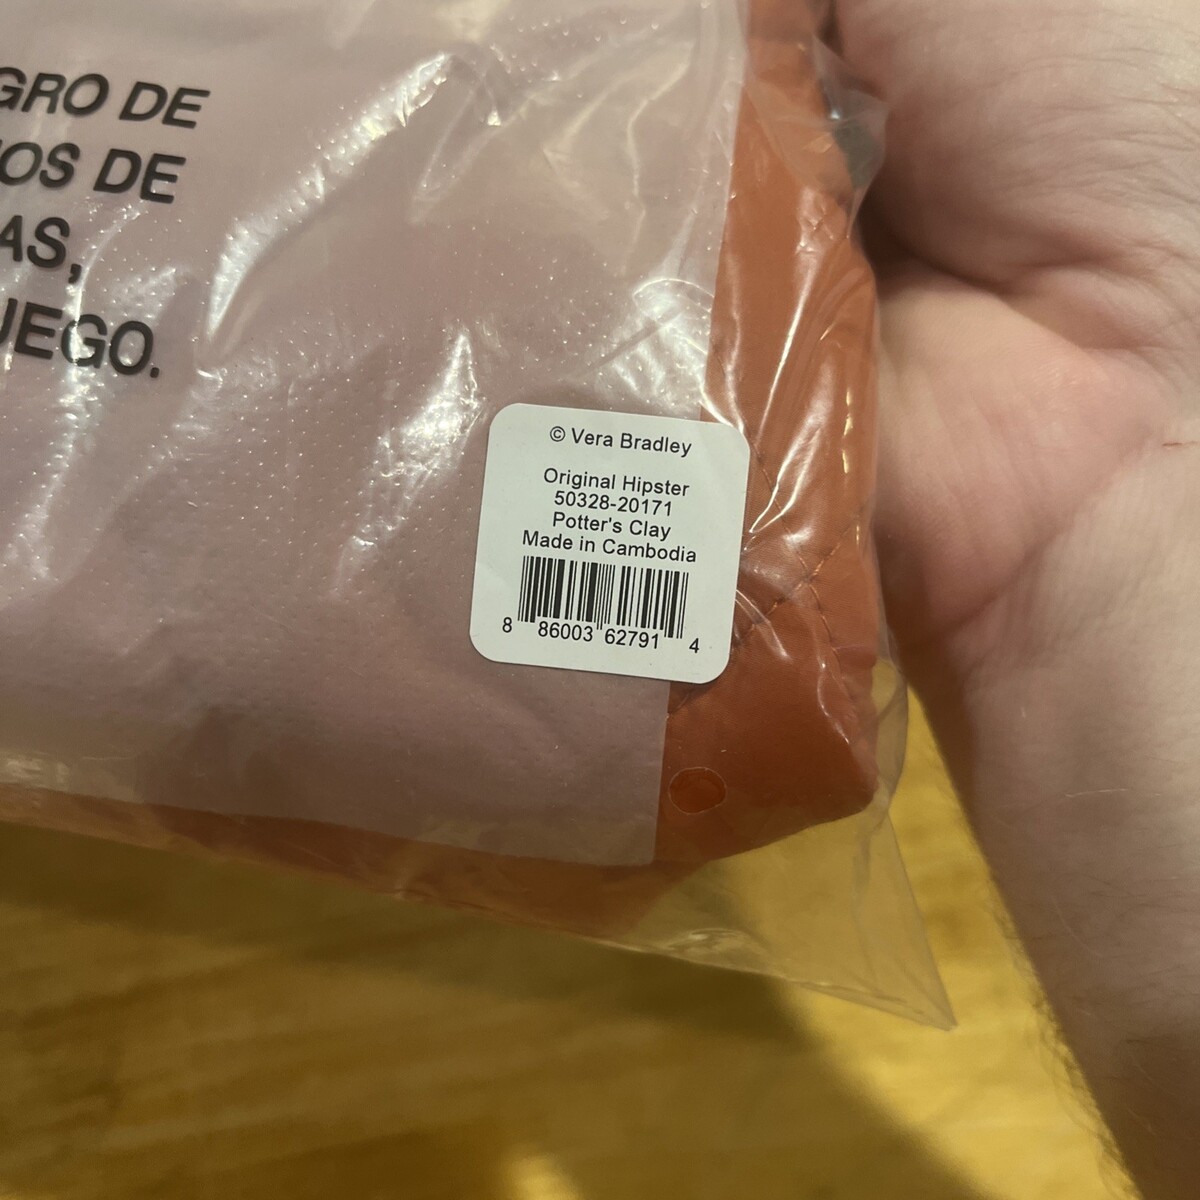 GRO DE
OS DE
AS,
UEGO.
© Vera Bradley
Original Hipster
50328-20171
Potter's Clay
Made in Cambodia
8 86003 62791 4